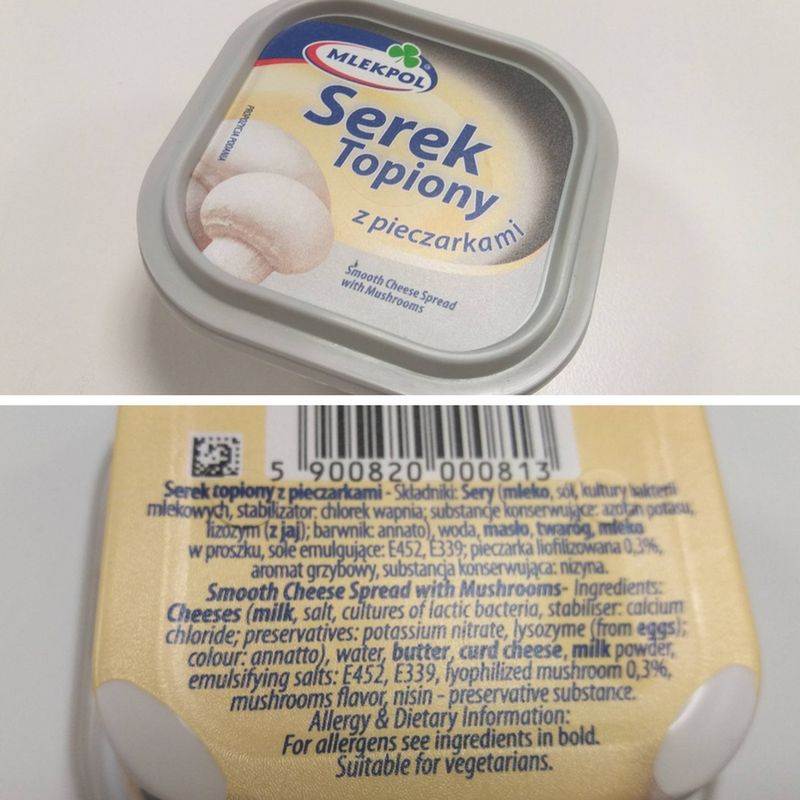 MLEKPOL
®
Serek
Topiony
z pieczarkami
PROPOZYCJA PODANIA
Smooth Cheese Spread
with Mushrooms
5 900820 000813
Serek topiony z pieczarkami - Składniki: Sery (mleko, sól, kultury bakterii
mlekowych, stabilizator: chlorek wapnia; substancje konserwujące: azotan potasu,
lizozym (z jaj); barwnik: annato), woda, masło, twaróg, mleko
w proszku, sole emulgujące: E452, E339; pieczarka liofilizowana 0,3%,
aromat grzybowy, substancja konserwująca: nizyna.
Smooth Cheese Spread with Mushrooms- Ingredients:
Cheeses (milk, salt, cultures of lactic bacteria, stabiliser: calcium
chloride; preservatives: potassium nitrate, lysozyme (from eggs);
colour: annatto), water, butter, curd cheese, milk powder,
emulsifying salts: E452, E339, lyophilized mushroom 0,3%,
mushrooms flavor, nisin - preservative substance.
Allergy & Dietary Information:
For allergens see ingredients in bold.
Suitable for vegetarians.